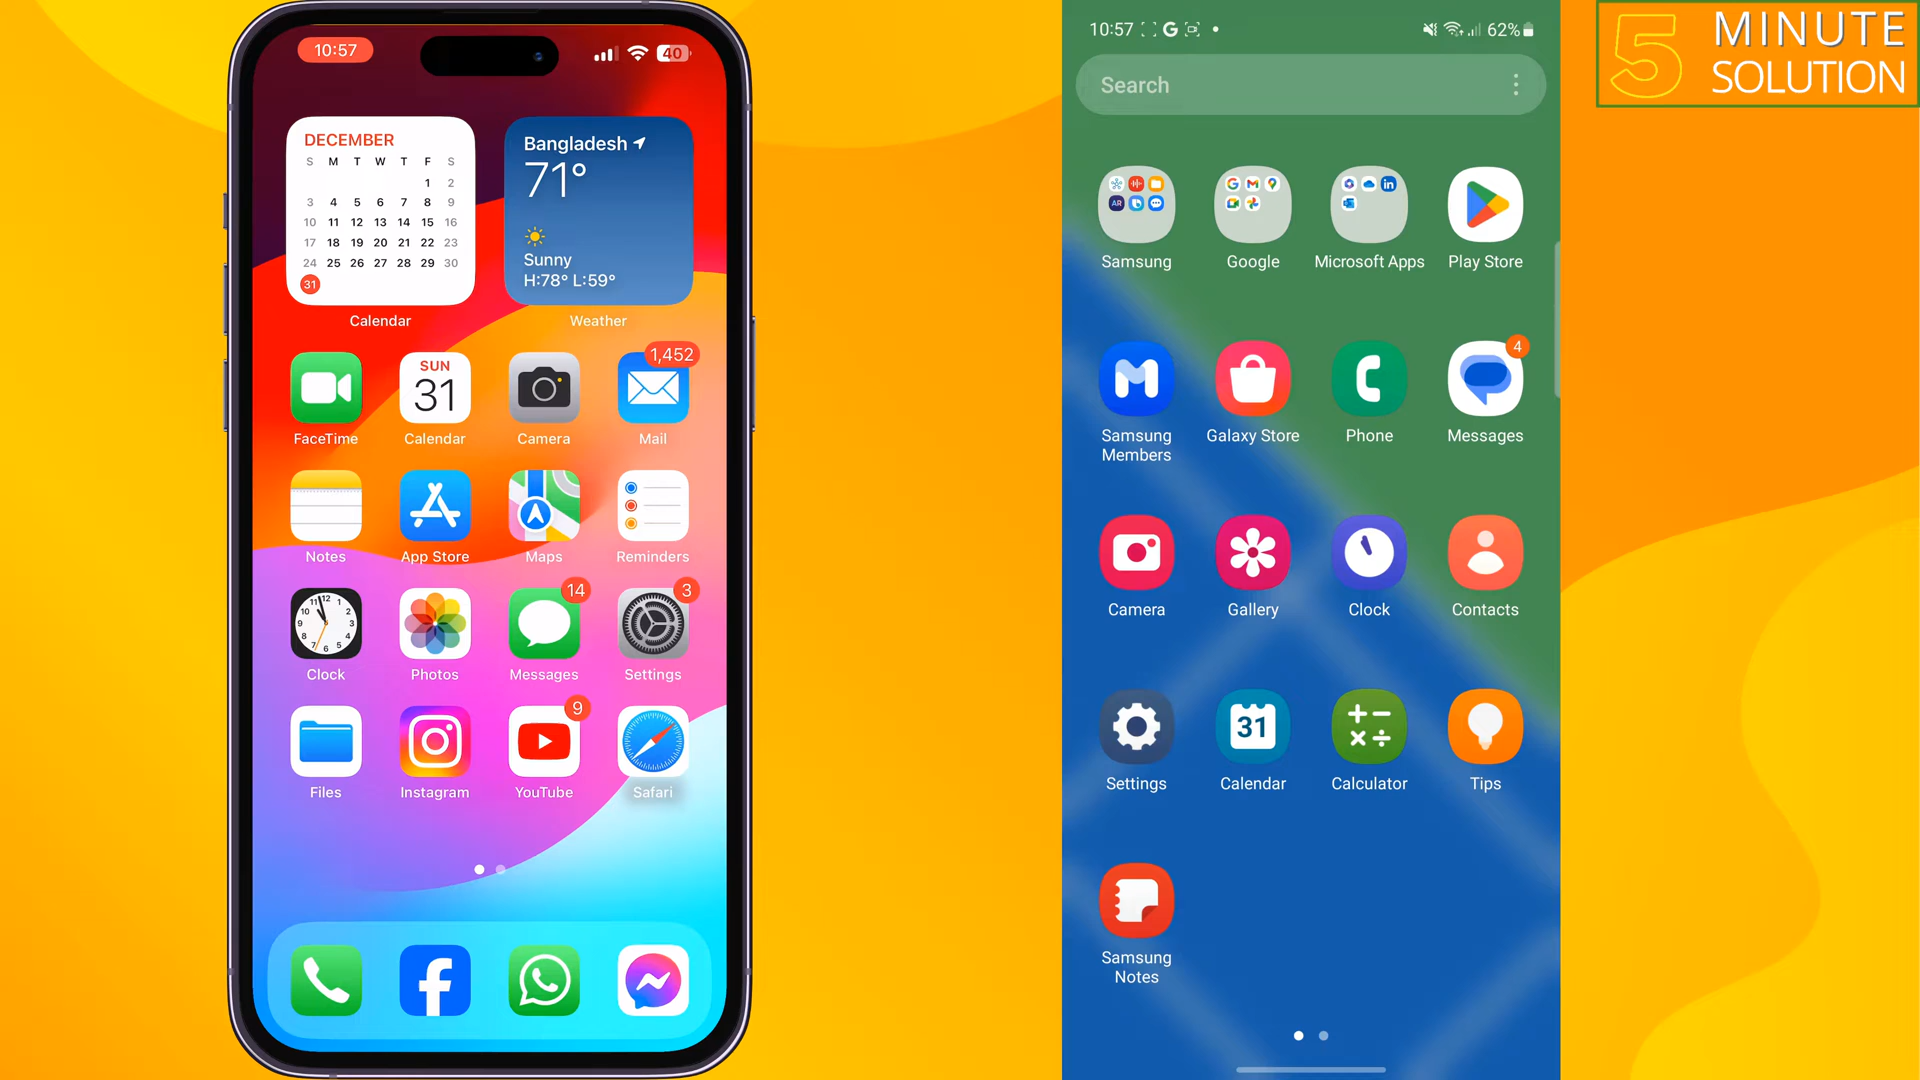 10:57
40
DECEMBER
S M T W T F S
1 2
3 4 5 6 7 8 9
10 11 12 13 14 15 16
17 18 19 20 21 22 23
24 25 26 27 28 29 30
31
Calendar
Bangladesh
71°
Sunny
H:78° L:59°
Weather
SUN
31
1,452
FaceTime Calendar Camera Mail
Notes App Store Maps Reminders
14 3
Clock Photos Messages Settings
9
Files Instagram YouTube Safari
10:57 G 62%
Search
AR
in
Samsung Google Microsoft Apps Play Store
4
Samsung Members Galaxy Store Phone Messages
Camera Gallery Clock Contacts
31
Settings Calendar Calculator Tips
Samsung
Notes
5 MINUTE
SOLUTION